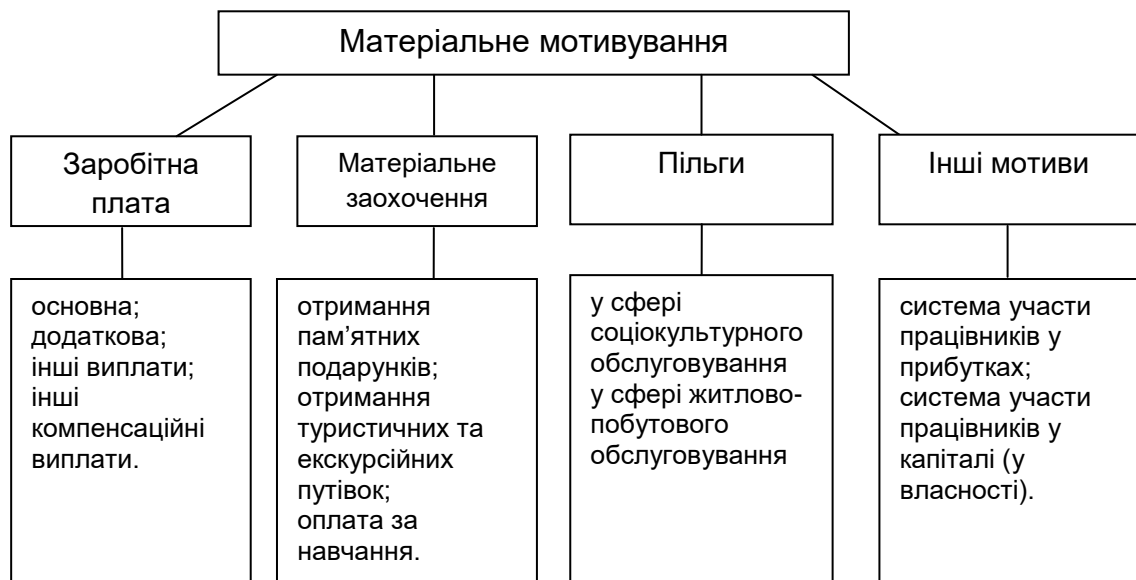 Матеріальне мотивування
Заробітна
плата
Матеріальне
заохочення
Пільги
Інші мотиви
основна;
додаткова;
інші виплати;
інші
компенсаційні
виплати.
отримання
пам’ятних
подарунків;
отримання
туристичних та
екскурсійних
путівок;
оплата за
навчання.
у сфері
соціокультурного
обслуговування
у сфері житлово-
побутового
обслуговування
система участи
працівників у
прибутках;
система участи
працівників у
капіталі (у
власності).